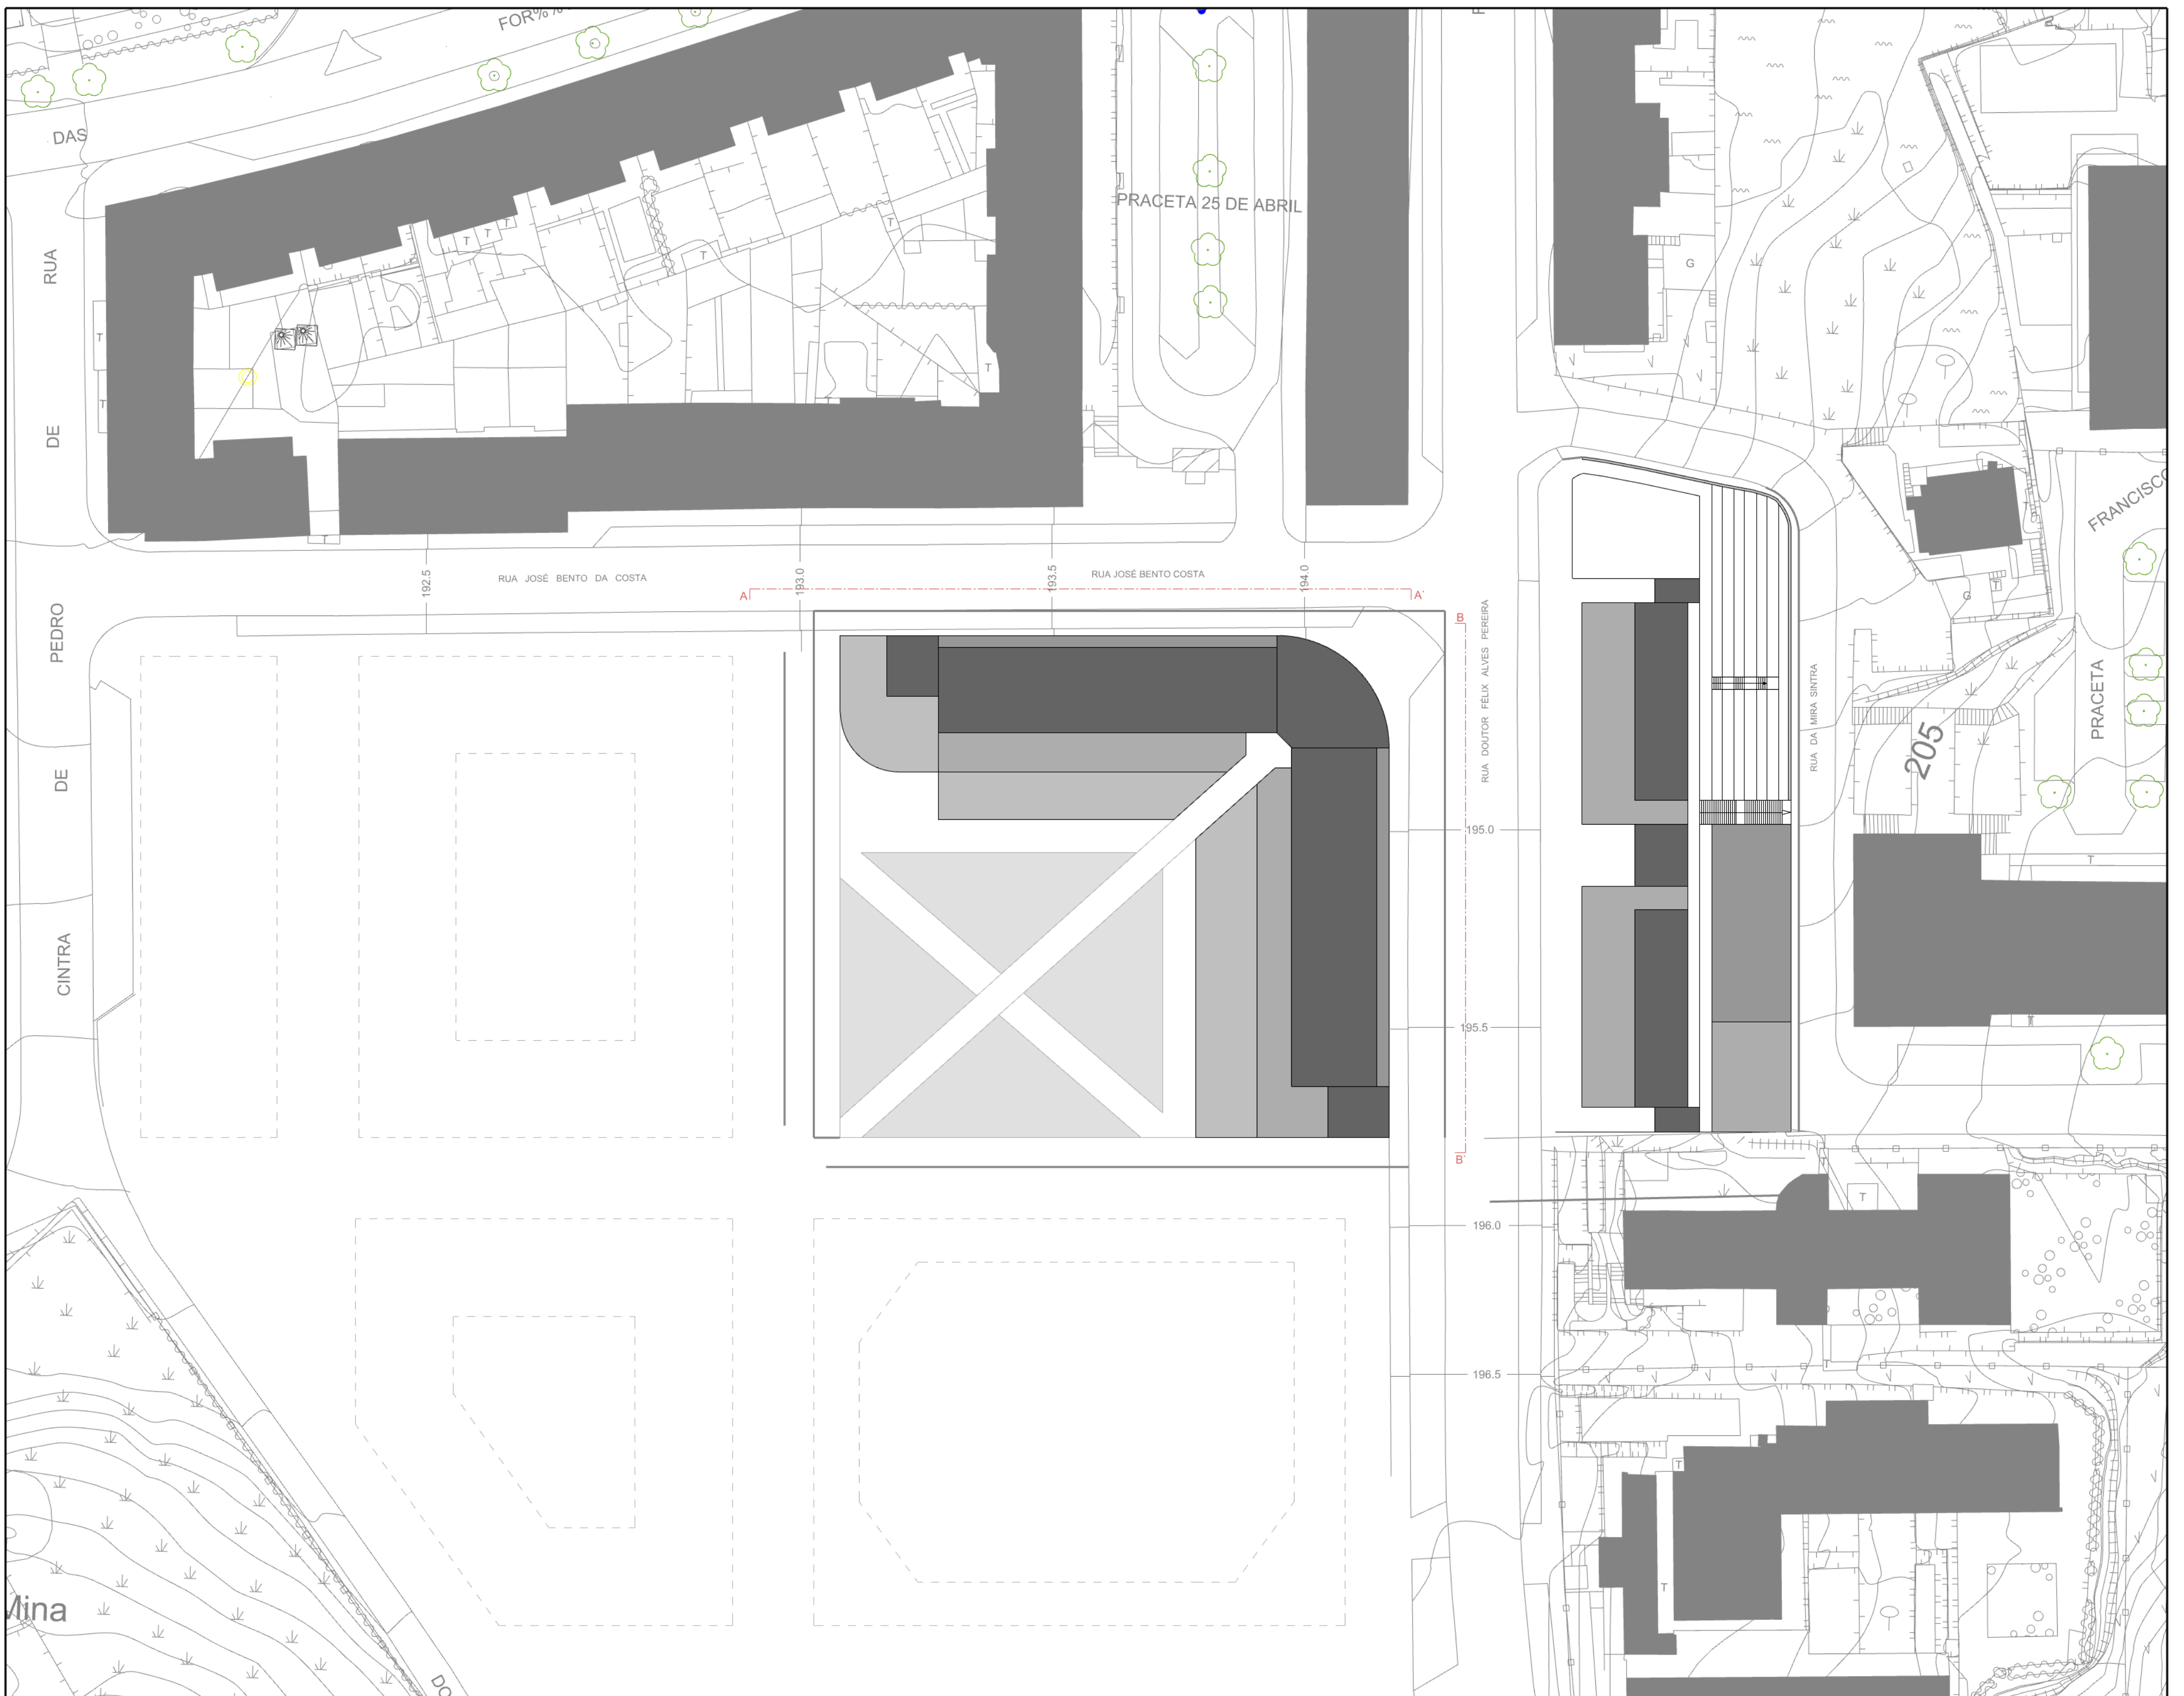 FOR%%
DAS
RUA
DE
PEDRO
DE
CINTRA
PRACETA 25 DE ABRIL
T
T
T
T
T
T
T
T
T
T
T
G
192.5
RUA JOSÉ BENTO DA COSTA
193.0
193.5
RUA JOSÉ BENTO COSTA
194.0
A
A'
B
RUA DOUTOR FÉLIX ALVES PEREIRA
RUA DA MIRA SINTRA
FRANCISCO
PRACETA
G
T
T
205
T
T
195.0
195.5
B'
196.0
196.5
T
T
T
T
T
Mina
DO